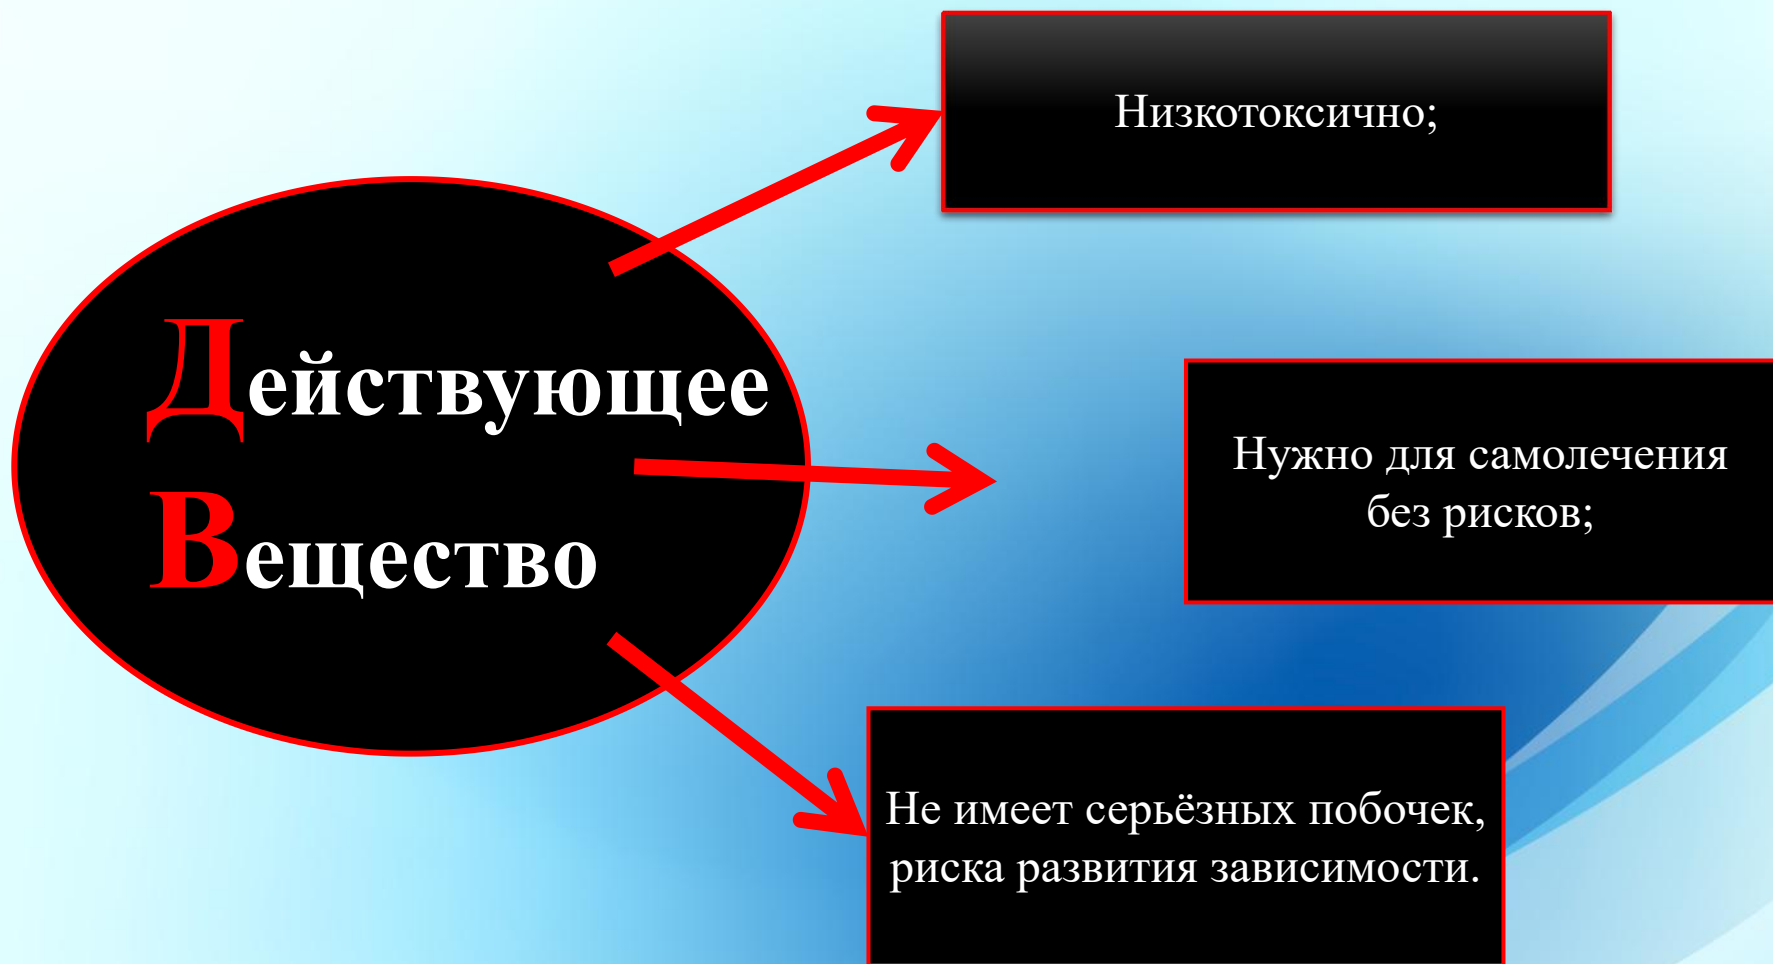 Действующее
Вещество
Низкотоксично;
Нужно для самолечения
без рисков;
Не имеет серьёзных побочек,
риска развития зависимости.